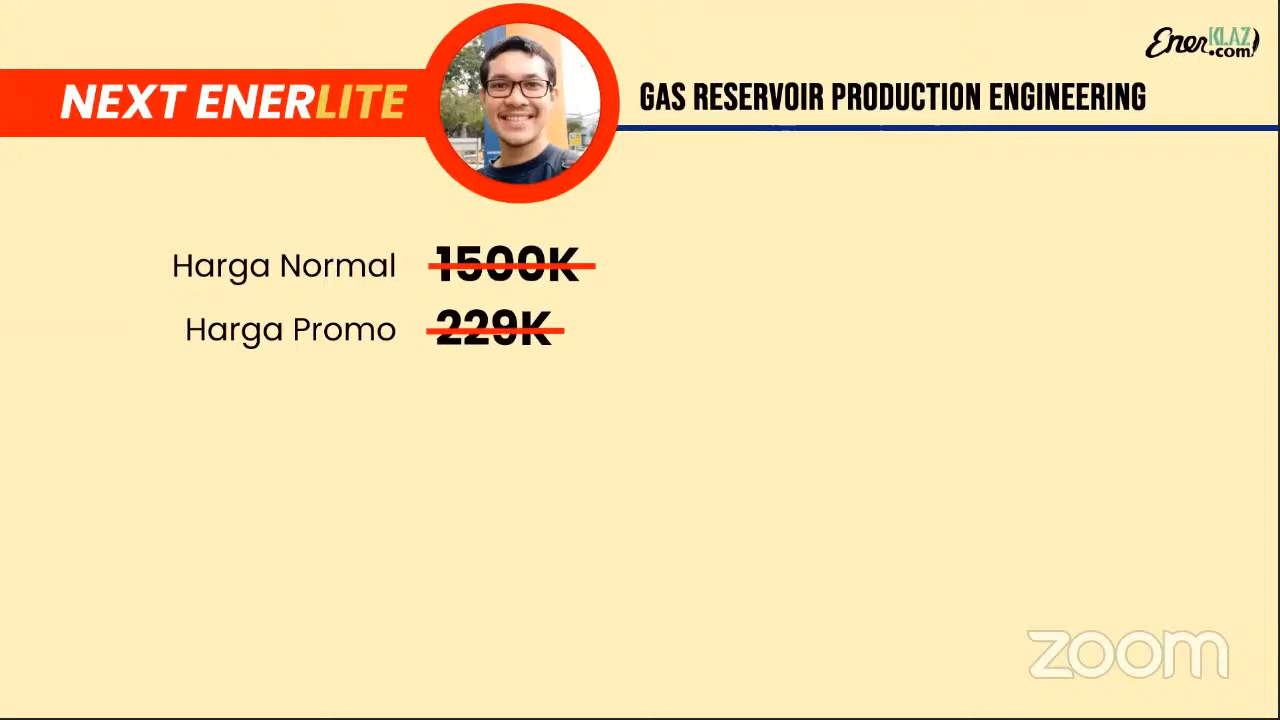 NEXT ENERLITE
GAS RESERVOIR PRODUCTION ENGINEERING
EnerKLAZ
.com
Harga Normal 1500K
Harga Promo 229K
zoom